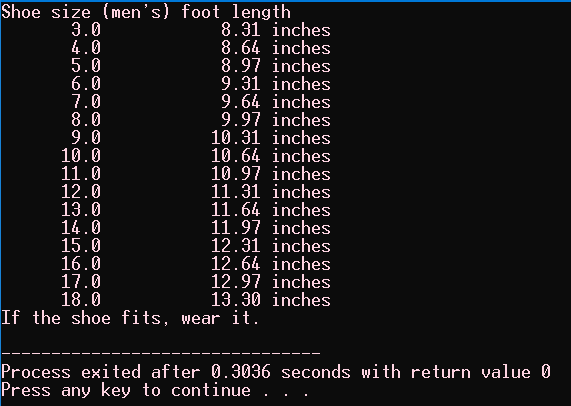 Shoe size (men's) foot length
       3.0            8.31 inches
       4.0            8.64 inches
       5.0            8.97 inches
       6.0            9.31 inches
       7.0            9.64 inches
       8.0            9.97 inches
       9.0           10.31 inches
      10.0           10.64 inches
      11.0           10.97 inches
      12.0           11.31 inches
      13.0           11.64 inches
      14.0           11.97 inches
      15.0           12.31 inches
      16.0           12.64 inches
      17.0           12.97 inches
      18.0           13.30 inches
If the shoe fits, wear it.

--------------------------------
Process exited after 0.3036 seconds with return value 0
Press any key to continue . . .